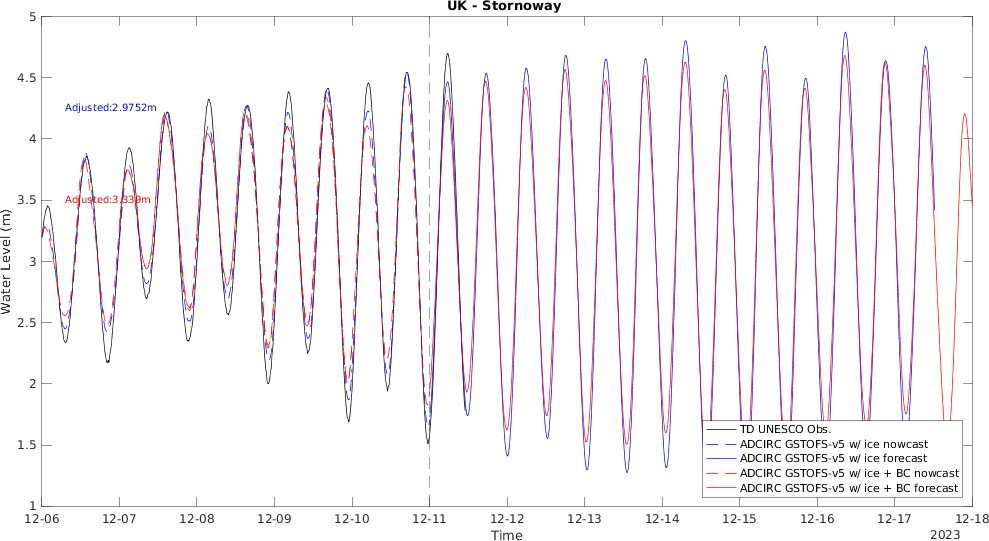 UK - Stornoway
5
4.5
4
3.5
3
2.5
2
1.5
1
Water Level (m)
Adjusted:2.9752m
Adjusted:3.339m
TD UNESCO Obs.
ADCIRC GSTOFS-v5 w/ ice nowcast
ADCIRC GSTOFS-v5 w/ ice forecast
ADCIRC GSTOFS-v5 w/ ice + BC nowcast
ADCIRC GSTOFS-v5 w/ ice + BC forecast
12-06 12-07 12-08 12-09 12-10 12-11 12-12 12-13 12-14 12-15 12-16 12-17 12-18
Time
2023